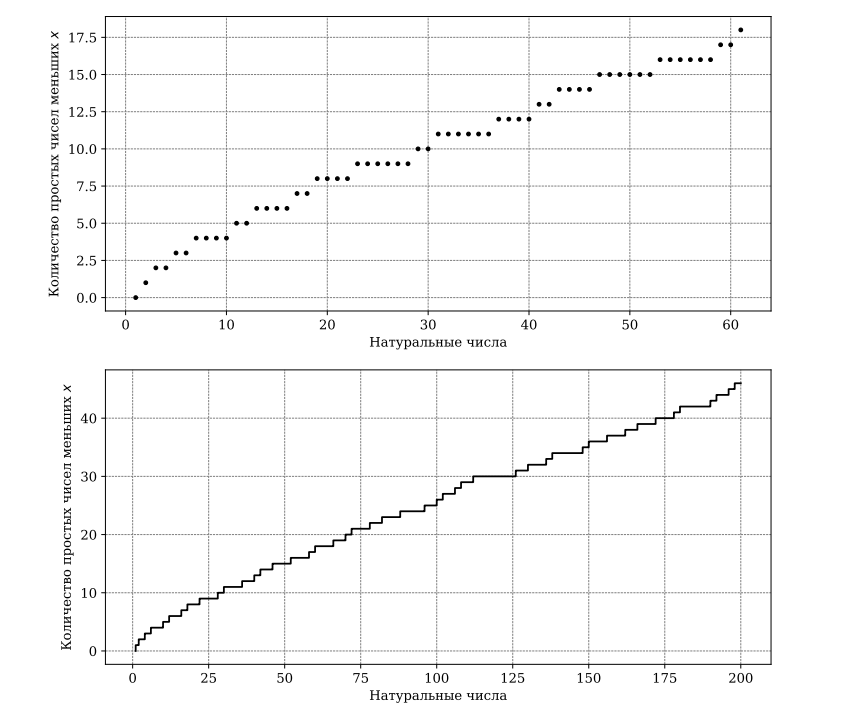 Количество простых чисел меньших x
17.5
15.0
12.5
10.0
7.5
5.0
2.5
0.0
0 10 20 30 40 50 60
Натуральные числа
Количество простых чисел меньших x
40
30
20
10
0
0 25 50 75 100 125 150 175 200
Натуральные числа